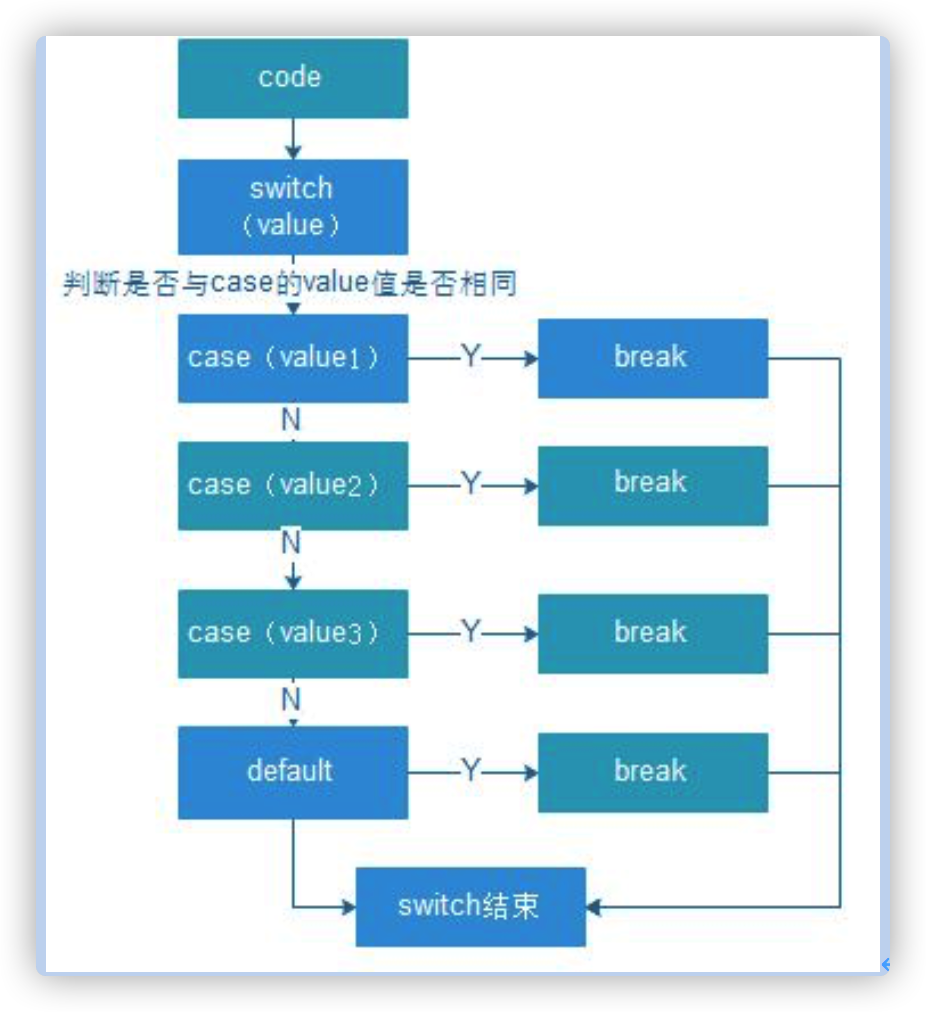 code
switch
（value）
判断是否与case的value值是否相同
case（value1）
Y
break
N
case（value2）
Y
break
N
case（value3）
Y
break
N
default
Y
break
switch结束